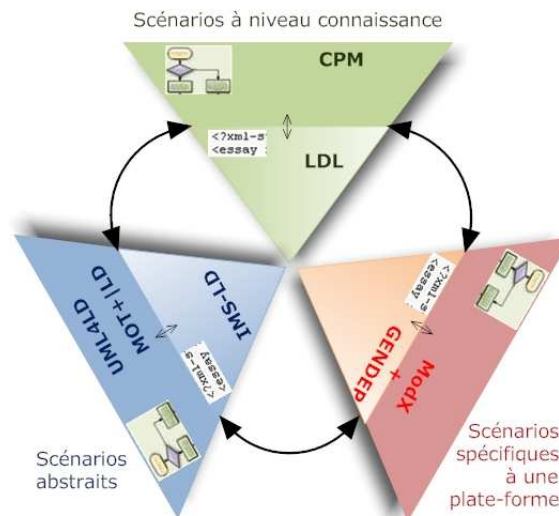 Scénarios à niveau connaissance
CPM
<?xml-s
<essay
LDL
UML4LD
MOT+LD
IMS-LD
<?xml-s
<essay
<?xml-s
<essay
GENDEP
+
ModX
Scénarios
abstraits
Scénarios
spécifiques
à une
plate-forme